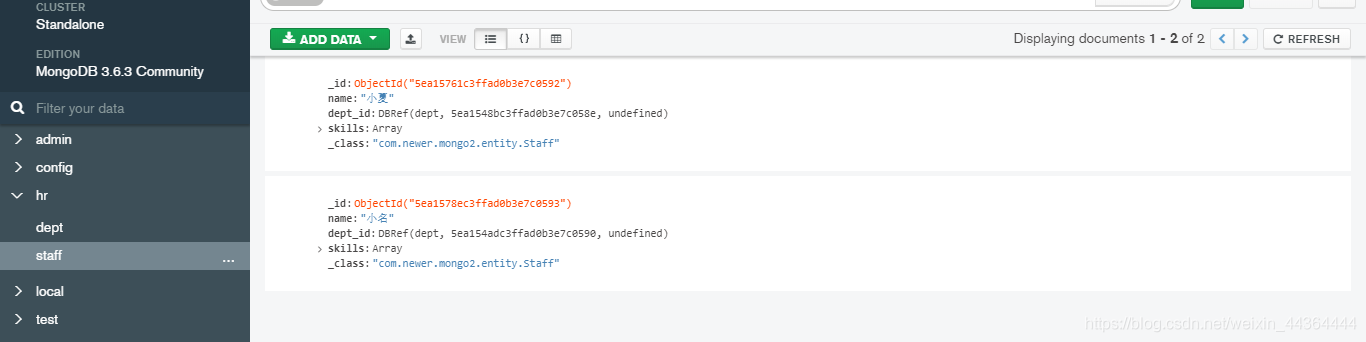 CLUSTER
Standalone
EDITION
MongoDB 3.6.3 Community
Filter your data
admin
config
hr
dept
staff
...
local
test
ADD DATA
VIEW
{}
Displaying documents 1 - 2 of 2
REFRESH
_id: ObjectId("5ea15761c3ffad0b3e7c0592")
name: "小夏"
dept_id: DBRef(dept, 5ea1548bc3ffad0b3e7c058e, undefined)
skills: Array
_class: "com.newer.mongo2.entity.Staff"
_id: ObjectId("5ea1578ec3ffad0b3e7c0593")
name: "小名"
dept_id: DBRef(dept, 5ea154adc3ffad0b3e7c0590, undefined)
skills: Array
_class: "com.newer.mongo2.entity.Staff"
https://blog.csdn.net/weixin_44364444